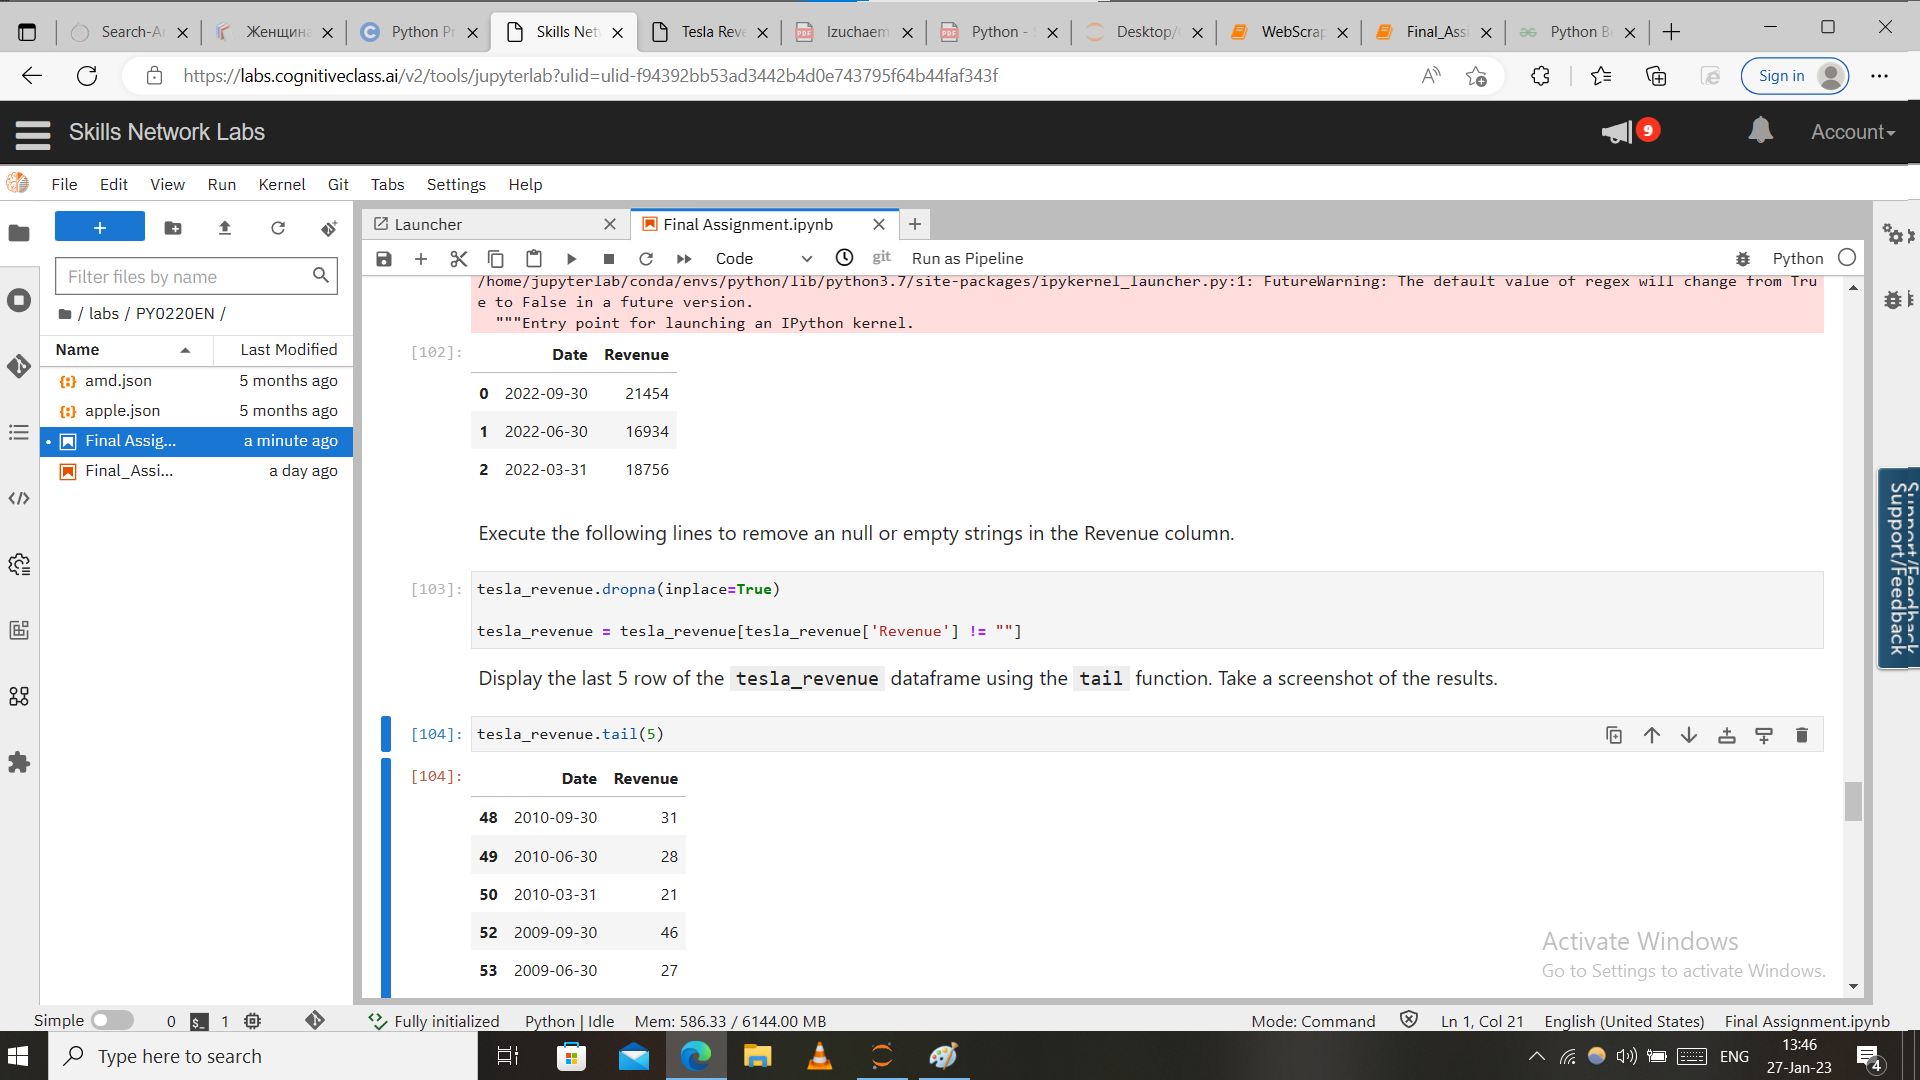 Search-Ar
Женщина
Python Pr
Skills Net
Tesla Reve
Izuchaem
Python -
Desktop/
WebScrap
Final_Assi
Python B
https://labs.cognitiveclass.ai/v2/tools/jupyterlab?ulid=ulid-f94392bb53ad3442b4d0e743795f64b44faf343f
Sign in
Skills Network Labs
9
Account
File Edit View Run Kernel Git Tabs Settings Help
Launcher
Final Assignment.ipynb
Filter files by name
/ labs / PY0220EN /
Name Last Modified
amd.json 5 months ago
apple.json 5 months ago
Final Assig... a minute ago
Final_Assi... a day ago
Code
git
Run as Pipeline
Python
/home/jupyterlab/conda/envs/python/lib/python3.7/site-packages/ipykernel_launcher.py:1: FutureWarning: The default value of regex will change from Tru
e to False in a future version.
"""Entry point for launching an IPython kernel.
[102]:
Date Revenue
0 2022-09-30 21454
1 2022-06-30 16934
2 2022-03-31 18756
Execute the following lines to remove an null or empty strings in the Revenue column.
[103]: tesla_revenue.dropna(inplace=True)
tesla_revenue = tesla_revenue[tesla_revenue['Revenue'] != ""]
Display the last 5 row of the tesla_revenue dataframe using the tail function. Take a screenshot of the results.
[104]: tesla_revenue.tail(5)
[104]:
Date Revenue
48 2010-09-30 31
49 2010-06-30 28
50 2010-03-31 21
52 2009-09-30 46
53 2009-06-30 27
Support/Feedback
Activate Windows
Go to Settings to activate Windows.
Simple 0 $_ 1
Fully initialized Python | Idle Mem: 586.33 / 6144.00 MB
Mode: Command Ln 1, Col 21 English (United States) Final Assignment.ipynb
Type here to search
ENG
13:46
27-Jan-23
4